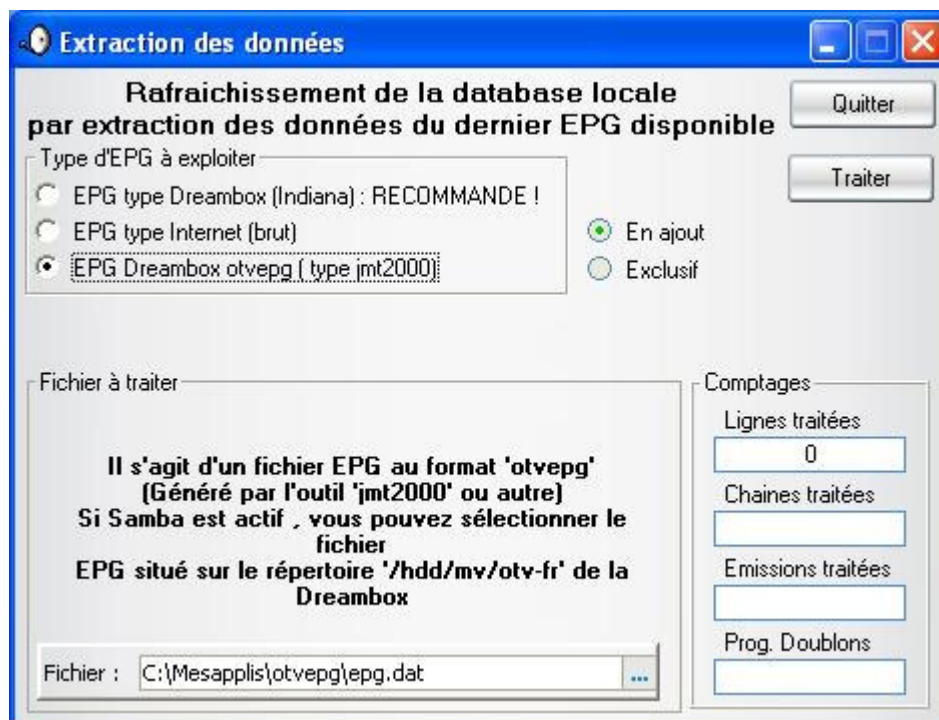 Extraction des données
Rafraichissement de la database locale
par extraction des données du dernier EPG disponible
Quitter
Traiter
Type d'EPG à exploiter
EPG type Dreambox (Indiana) : RECOMMANDE !
EPG type Internet (brut)
EPG Dreambox otvepg ( type jmt2000)
En ajout
Exclusif
Fichier à traiter
Il s'agit d'un fichier EPG au format 'otvepg'
(Généré par l'outil 'jmt2000' ou autre)
Si Samba est actif , vous pouvez sélectionner le
fichier
EPG situé sur le répertoire '/hdd/mv/otv-fr' de la
Dreambox
Fichier : C:\Mesapplis\otvepg\epg.dat ...
Comptages
Lignes traitées
0
Chaines traitées
Emissions traitées
Prog. Doublons